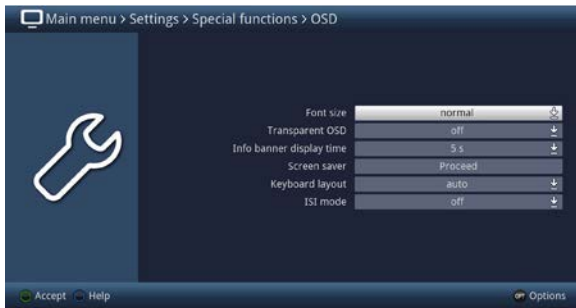 Main menu > Settings > Special functions > OSD
Font size normal
Transparent OSD off
Info banner display time 5 s
Screen saver Proceed
Keyboard layout auto
ISI mode off
Accept Help OPT Options